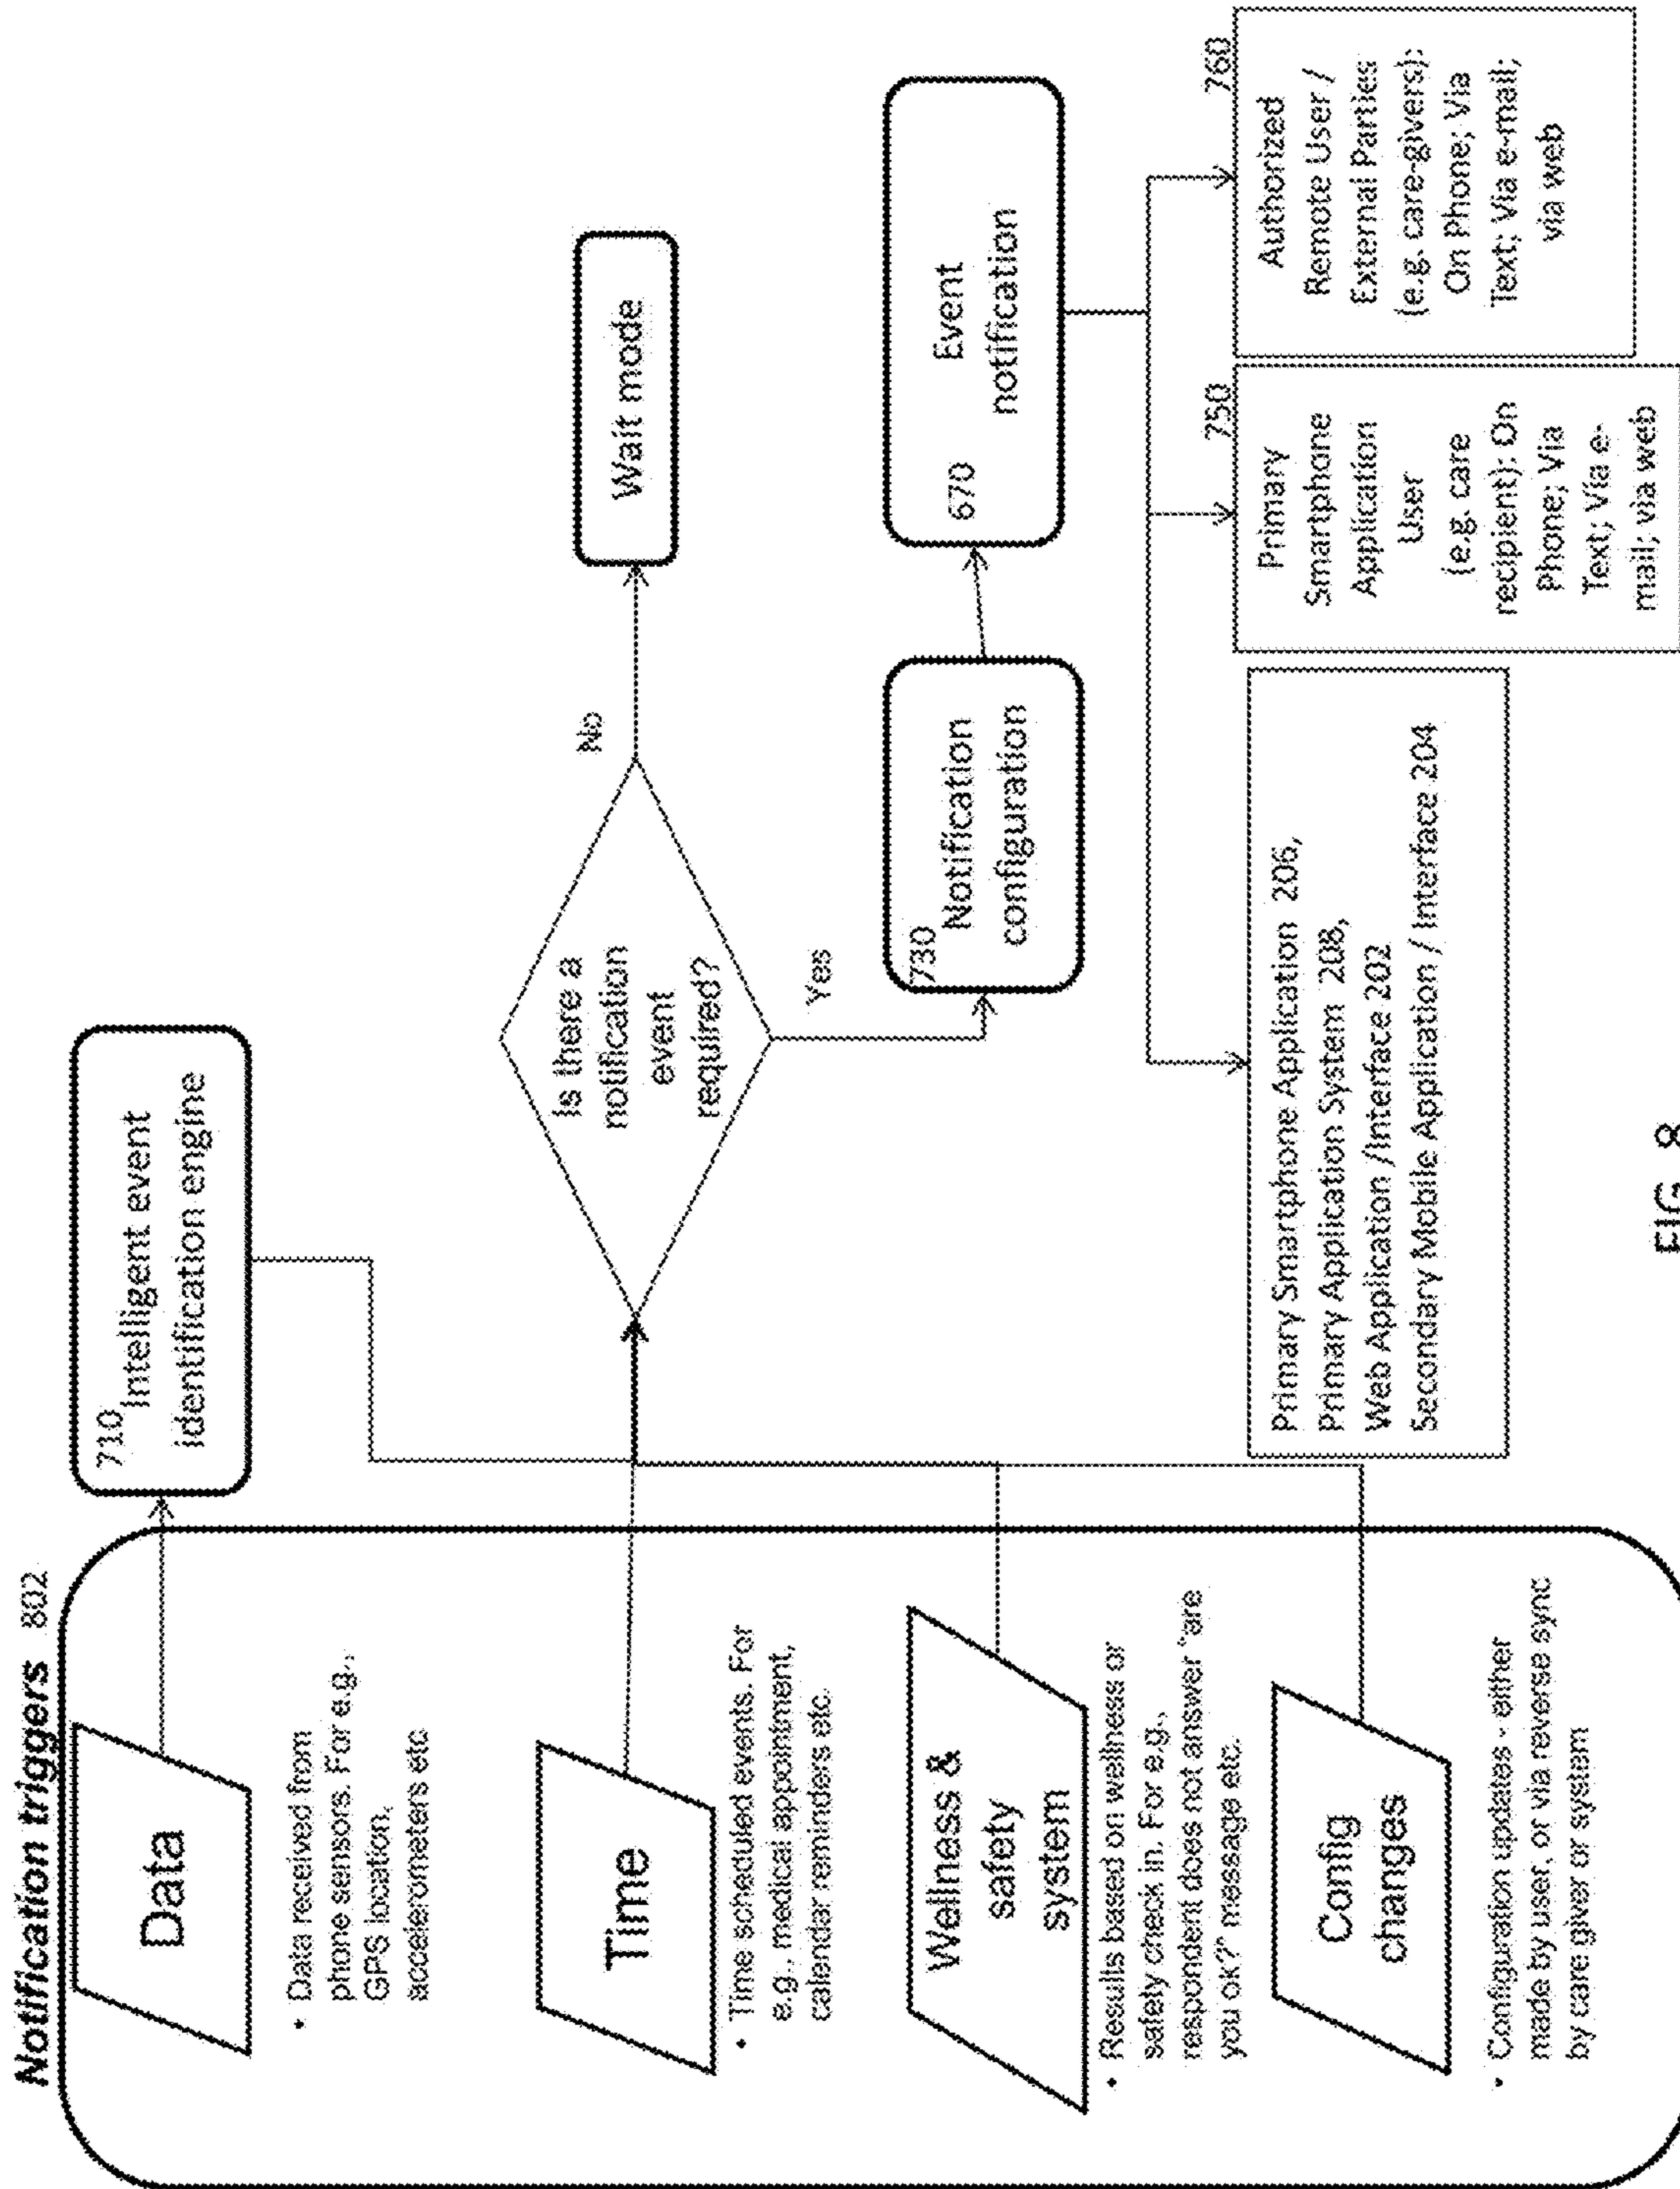 Notification triggers 802
Data
• Data received from
phone sensors. For e.g.,
GPS location,
accelerometers etc
Time
• Time scheduled events. For
e.g., medical appointment,
calendar reminders etc.
Wellness &
safety
system
• Results based on wellness or
safety check in. For e.g.,
respondent does not answer "are
you ok?" message etc.
Config
changes
• Configuration updates - either
made by user, or via reverse sync
by care giver or system
710
Intelligent event
identification engine
Is there a
notification
event
required?
No
Wait mode
Yes
730
Notification
configuration
670
Event
notification
Primary Smartphone Application 206,
Primary Application System 208,
Web Application /Interface 202
Secondary Mobile Application / Interface 204
750
Primary
Smartphone
Application
User
(e.g. care
recipient): On
Phone; Via
Text; Via e-
mail; via web
760
Authorized
Remote User /
External Parties
(e.g. care-givers):
On Phone; Via
Text; Via e-mail;
via web
FIG. 8